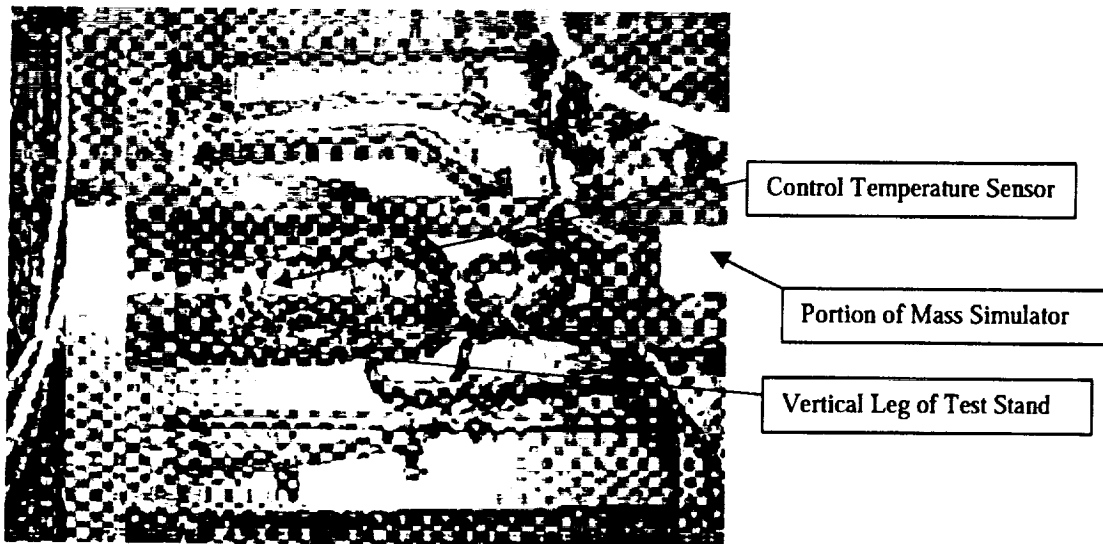 Control Temperature Sensor
Portion of Mass Simulator
Vertical Leg of Test Stand